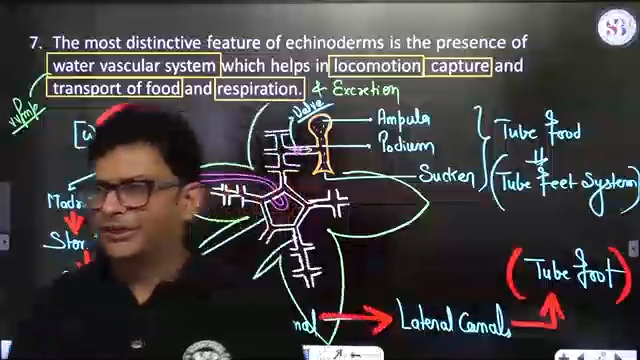 7. The most distinctive feature of echinoderms is the presence of
water vascular system which helps in locomotion capture and
transport of food and respiration. & Excretion
Valve
Ampula
Podium
Sucker
Tube food
(Tube feet System)
(Tube foot)
Lateral Canals
SB